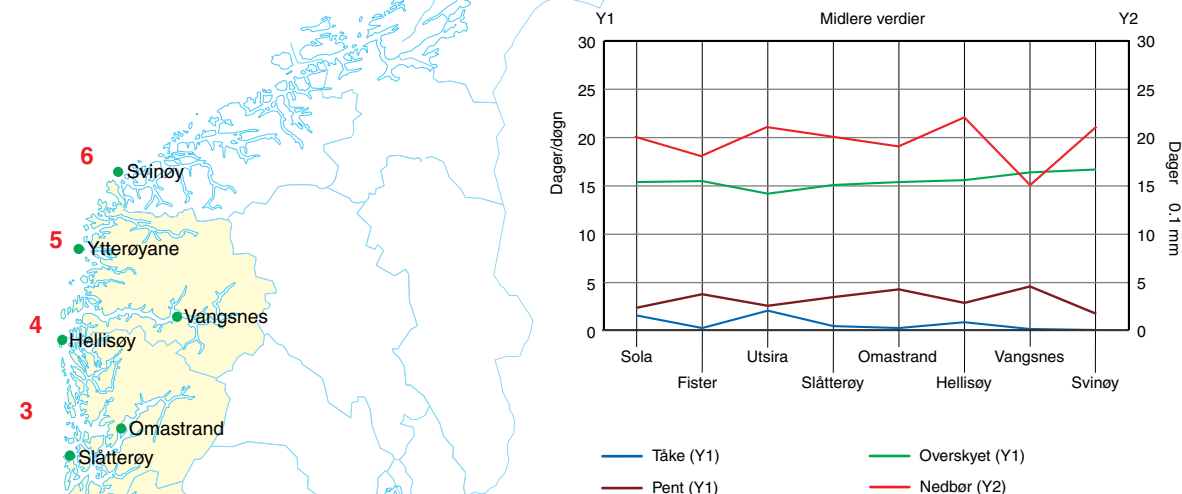 6
Svinøy
5
Ytterøyane
Vangsnes
4
Hellisøy
3
Omastrand
Slåtterøy
Y1 Midlere verdier Y2
30 30
25 25
20 20
15 15
10 10
5 5
0 0
Dager/døgn
Dager 0.1 mm
Sola Utsira Omastrand Vangsnes
Fister Slåtterøy Hellisøy Svinøy
Tåke (Y1) Overskyet (Y1)
Pent (Y1) Nedbør (Y2)